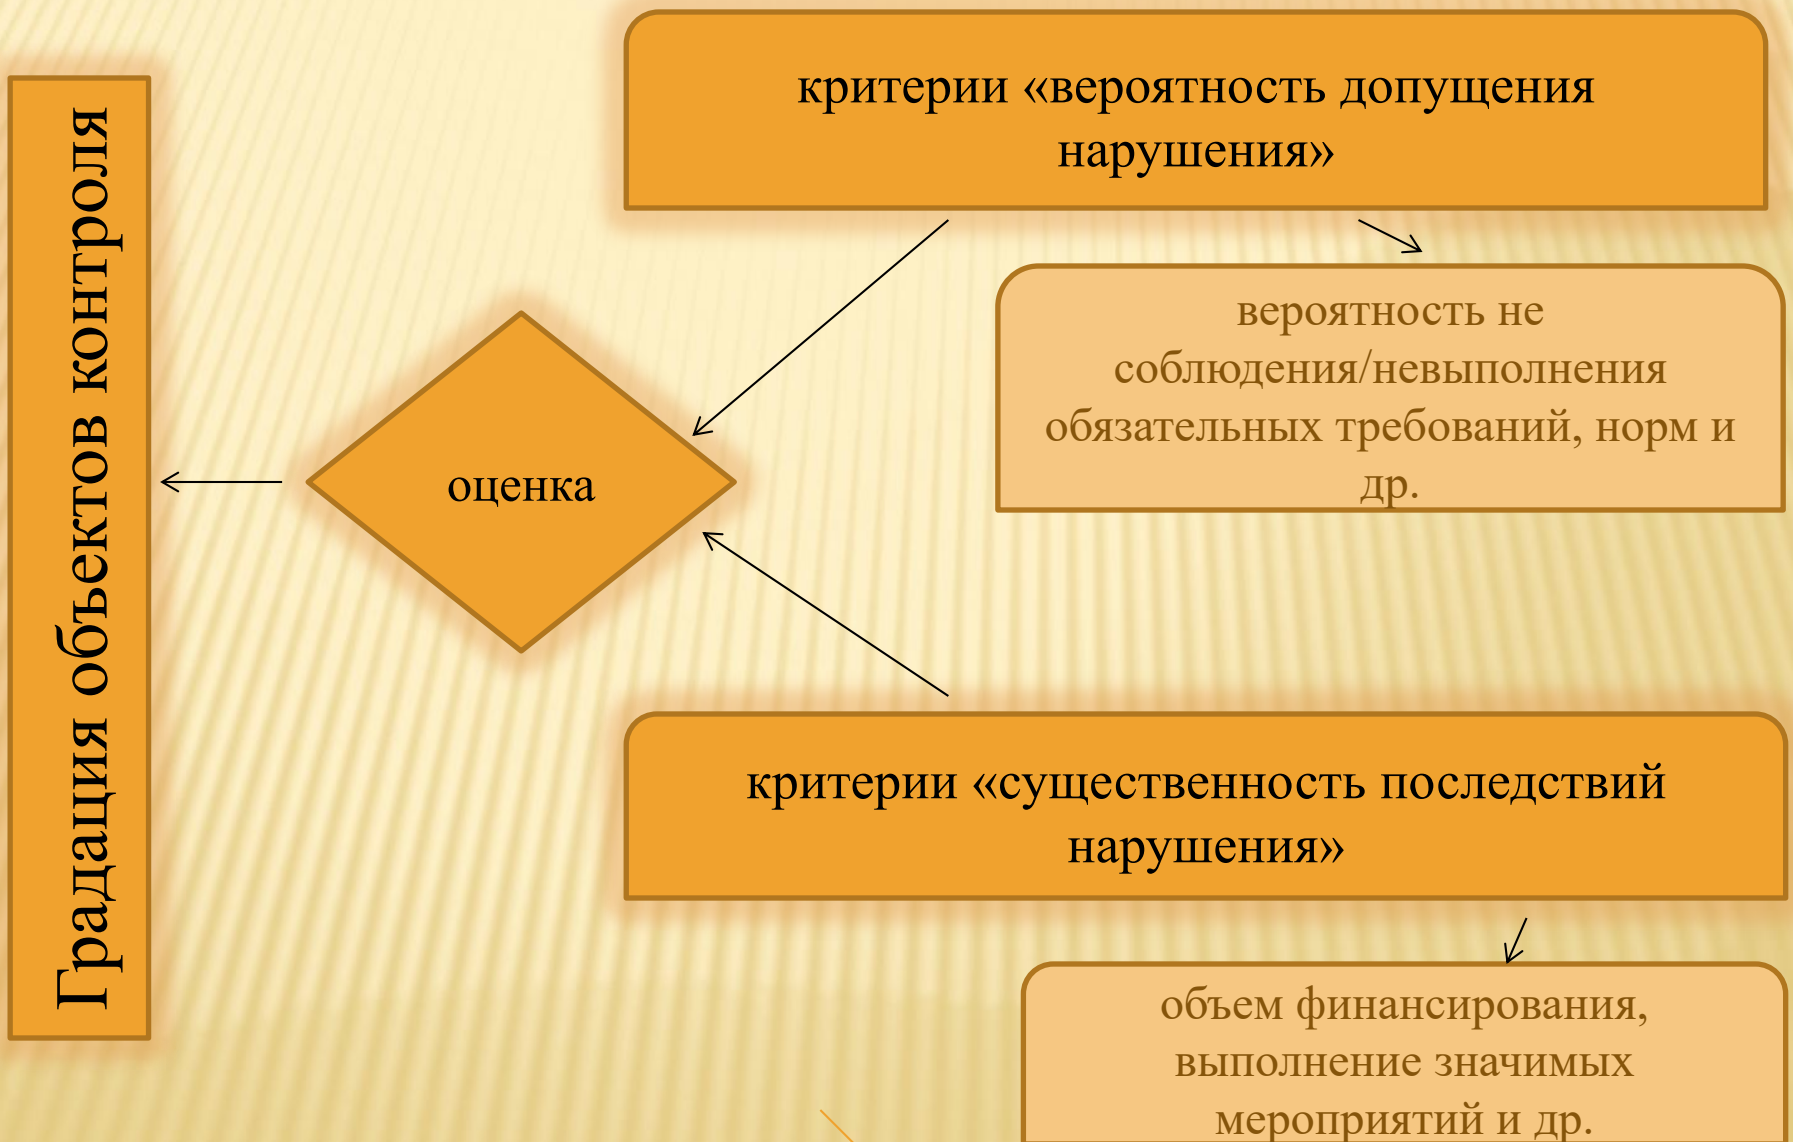 Градация объектов контроля
критерии «вероятность допущения
нарушения»
вероятность не
соблюдения/невыполнения
обязательных требований, норм и
др.
оценка
критерии «существенность последствий
нарушения»
объем финансирования,
выполнение значимых
мероприятий и др.